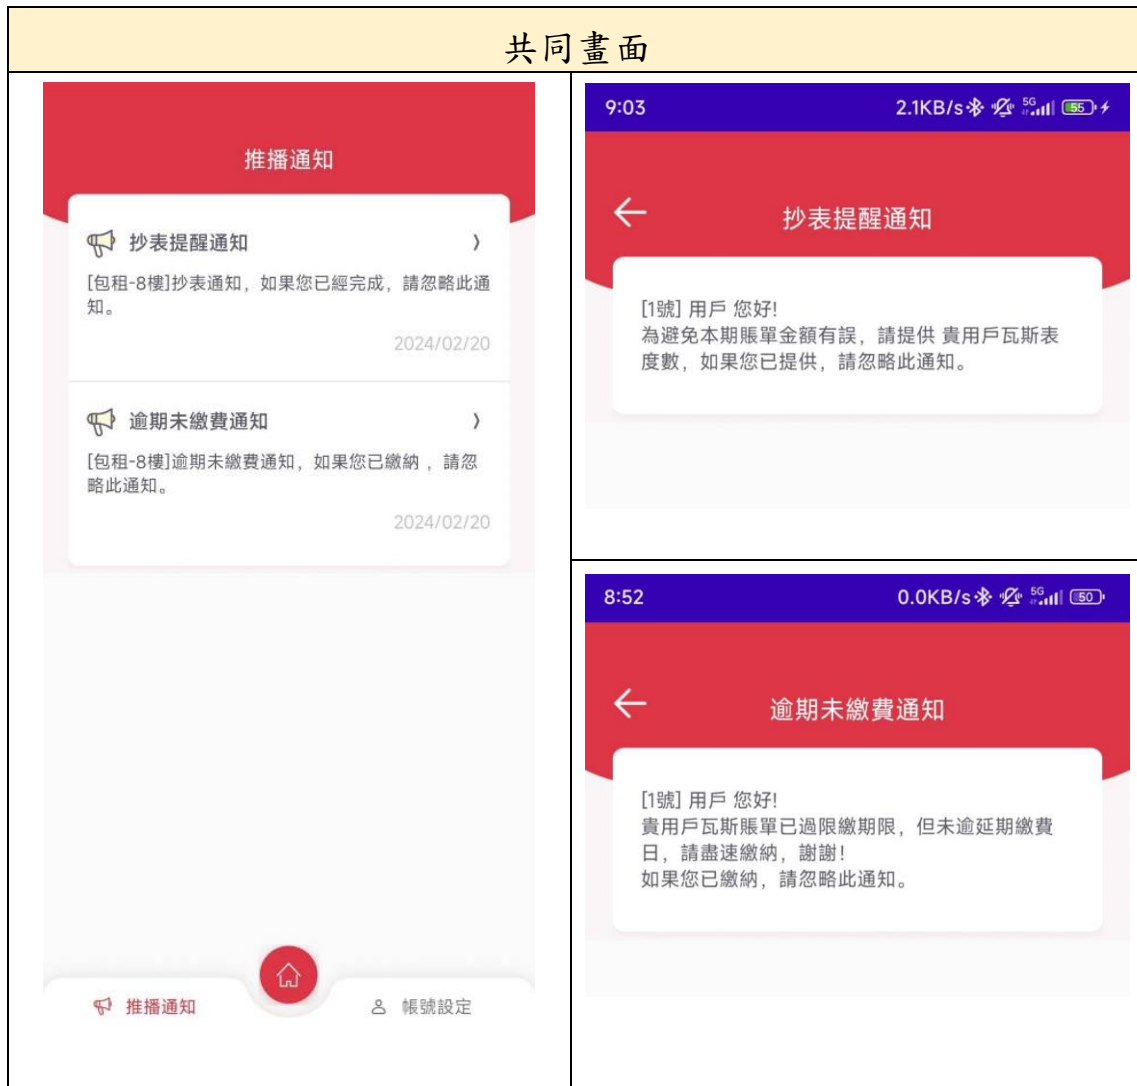 共同畫面
推播通知
抄表提醒通知
[包租-8樓]抄表通知，如果您已經完成，請忽略此通
知。
2024/02/20
逾期未繳費通知
[包租-8樓]逾期未繳費通知，如果您已繳納 ，請忽
略此通知。
2024/02/20
推播通知
帳號設定
9:03
2.1KB/s 5G 55
抄表提醒通知
[1號] 用戶 您好!
為避免本期賬單金額有誤，請提供 貴用戶瓦斯表
度數，如果您已提供，請忽略此通知。
8:52
0.0KB/s 5G 50
逾期未繳費通知
[1號] 用戶 您好!
貴用戶瓦斯賬單已過限繳期限，但未逾延期繳費
日，請盡速繳納，謝謝!
如果您已繳納，請忽略此通知。